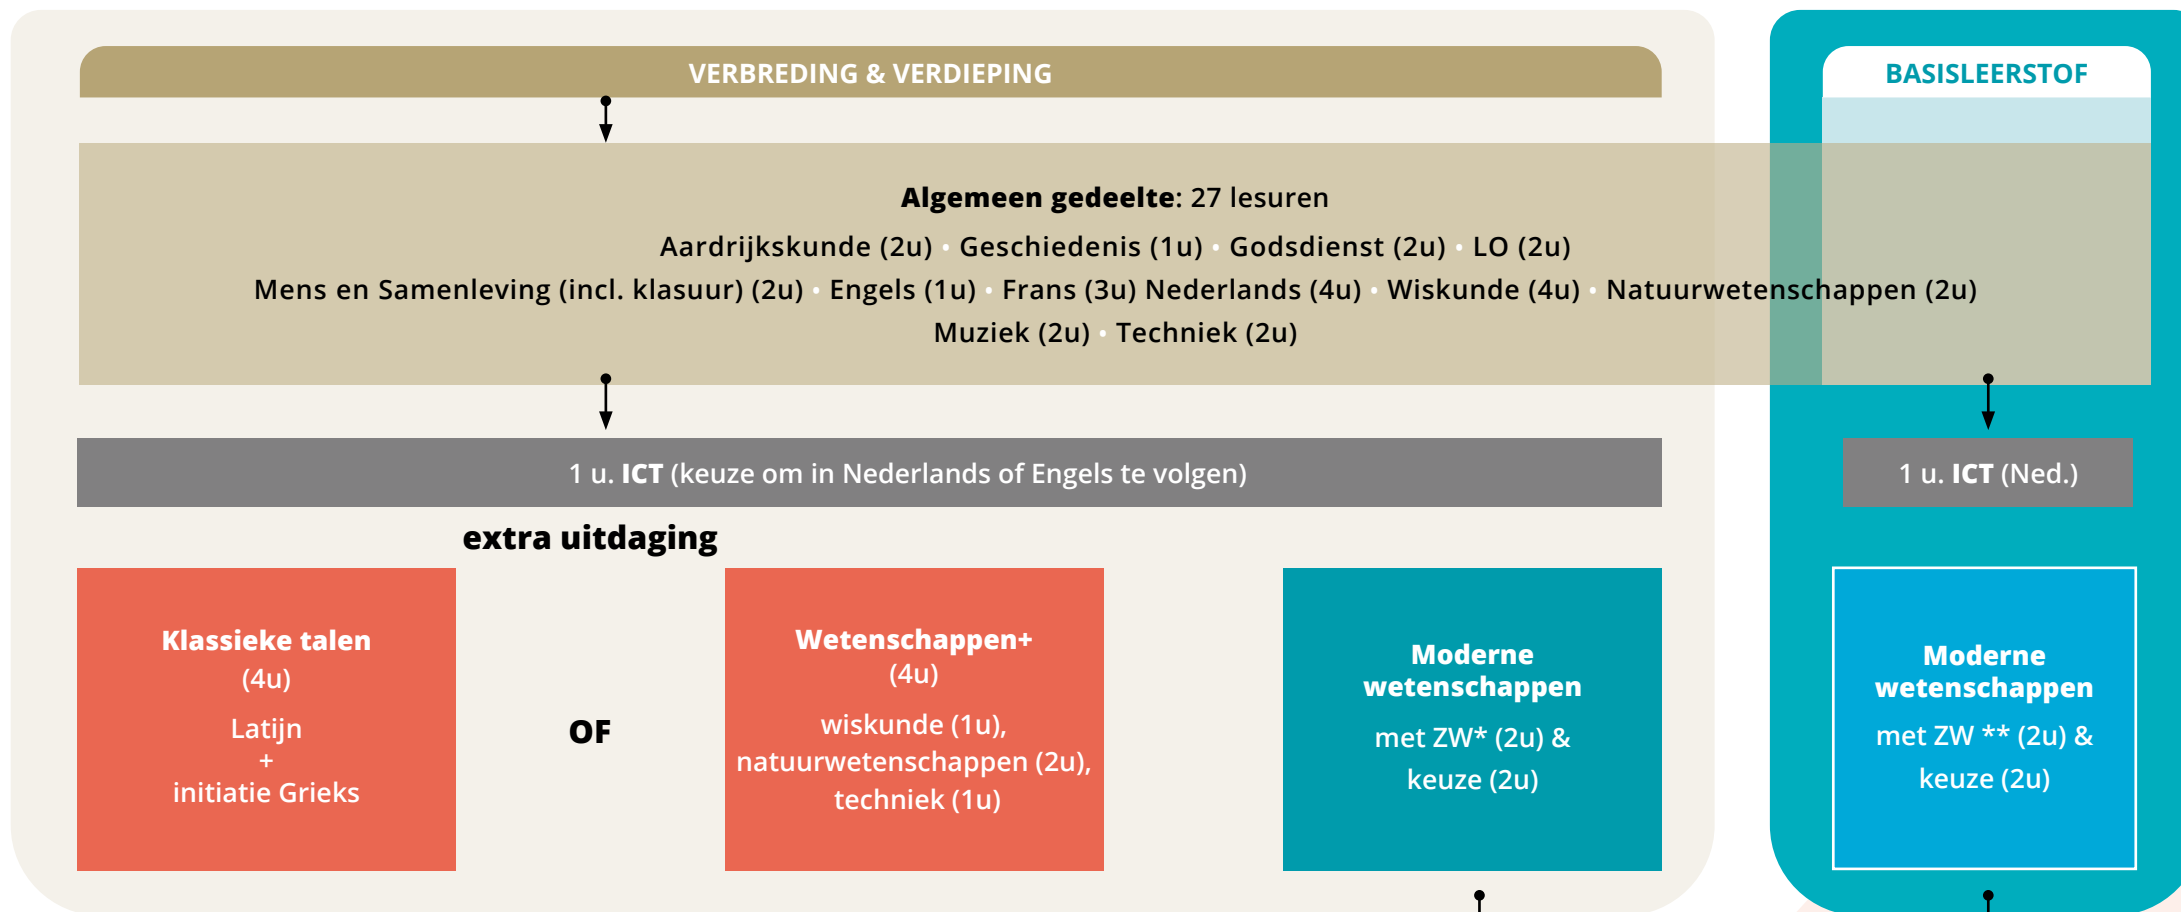 VERBREDING & VERDIEPING
BASISLEERSTOF
Algemeen gedeelte: 27 lesuren
Aardrijkskunde (2u) • Geschiedenis (1u) • Godsdienst (2u) • LO (2u)
Mens en Samenleving (incl. klasuur) (2u) • Engels (1u) • Frans (3u) Nederlands (4u) • Wiskunde (4u) • Natuurwetenschappen (2u)
Muziek (2u) • Techniek (2u)
1 u. ICT (keuze om in Nederlands of Engels te volgen)
1 u. ICT (Ned.)
extra uitdaging
Klassieke talen
(4u)
Latijn
+
initiatie Grieks
OF
Wetenschappen+
(4u)
wiskunde (1u),
natuurwetenschappen (2u),
techniek (1u)
Moderne
wetenschappen
met ZW* (2u) &
keuze (2u)
Moderne
wetenschappen
met ZW ** (2u) &
keuze (2u)